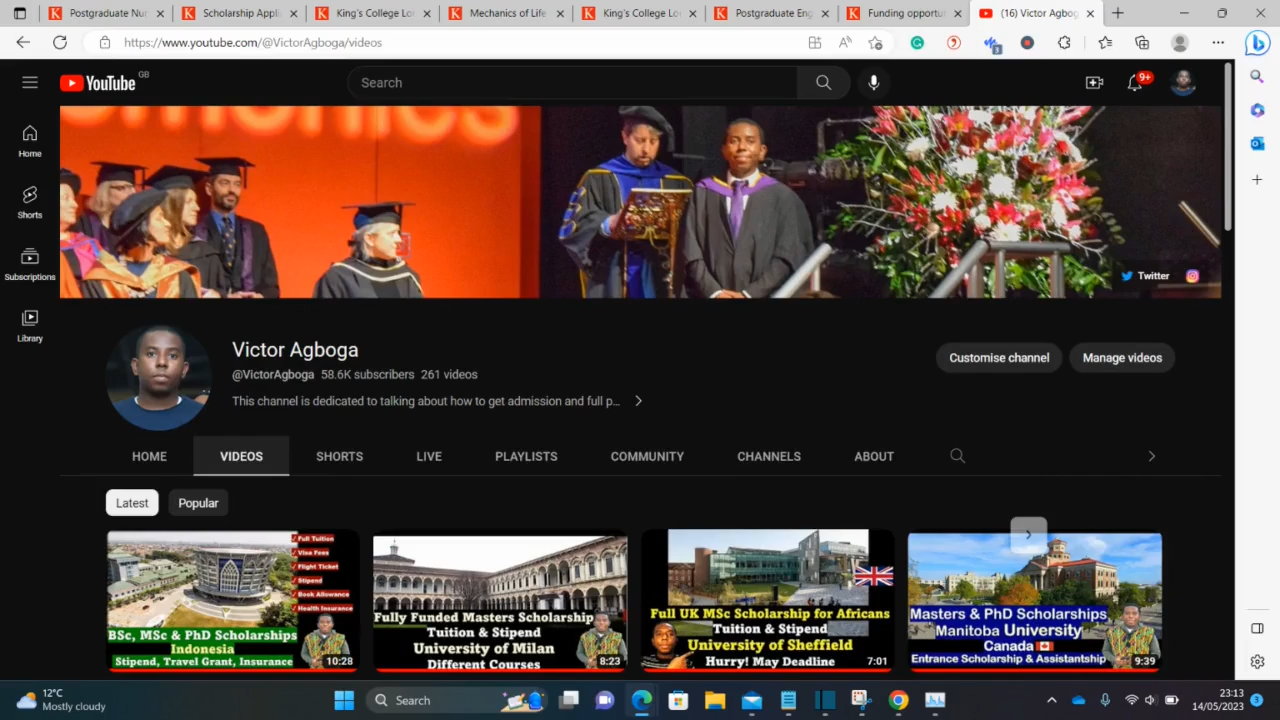 Postgraduate Nur
Scholarship Appli
King's College Lo
Mechanics of Life
King's College Lo
Postgraduate Eng
Funding opportu
(16) Victor Agbog
https://www.youtube.com/@VictorAgboga/videos
3
YouTube GB
Search
9+
Home
Shorts
Subscriptions
Library
Twitter
Victor Agboga
@VictorAgboga 58.6K subscribers 261 videos
This channel is dedicated to talking about how to get admission and full p...
Customise channel
Manage videos
HOME
VIDEOS
SHORTS
LIVE
PLAYLISTS
COMMUNITY
CHANNELS
ABOUT
Latest
Popular
Full Tuition
Visa Fees
Flight Ticket
Stipend
Book Allowance
Health Insurance
BSc, MSc & PhD Scholarships
Indonesia
Stipend, Travel Grant, Insurance
10:28
Fully Funded Masters Scholarship
Tuition & Stipend
University of Milan
Different Courses
8:23
Full UK MSc Scholarship for Africans
Tuition & Stipend
University of Sheffield
Hurry! May Deadline
7:01
Masters & PhD Scholarships
Manitoba University
Canada
Entrance Scholarship & Assistantship
9:39
12°C
Mostly cloudy
Search
23:13
14/05/2023
3